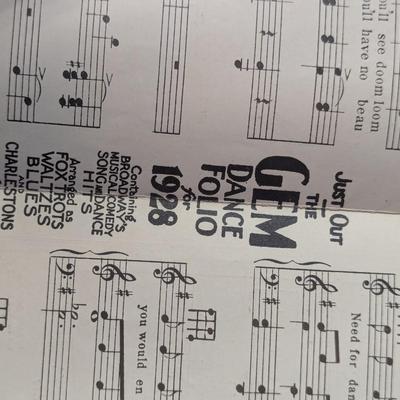 ou'll see doom loom
u'll have no beau
JUST OUT
THE
GEM
DANCE
FOLIO
for
1928
Containing
BROADWAY'S
MUSICAL COMEDY
SONG AND DANCE
HITS
Arranged as
FOX TROTS
WALTZES
BLUES
AND
CHARLESTONS
Need for dan
you would en